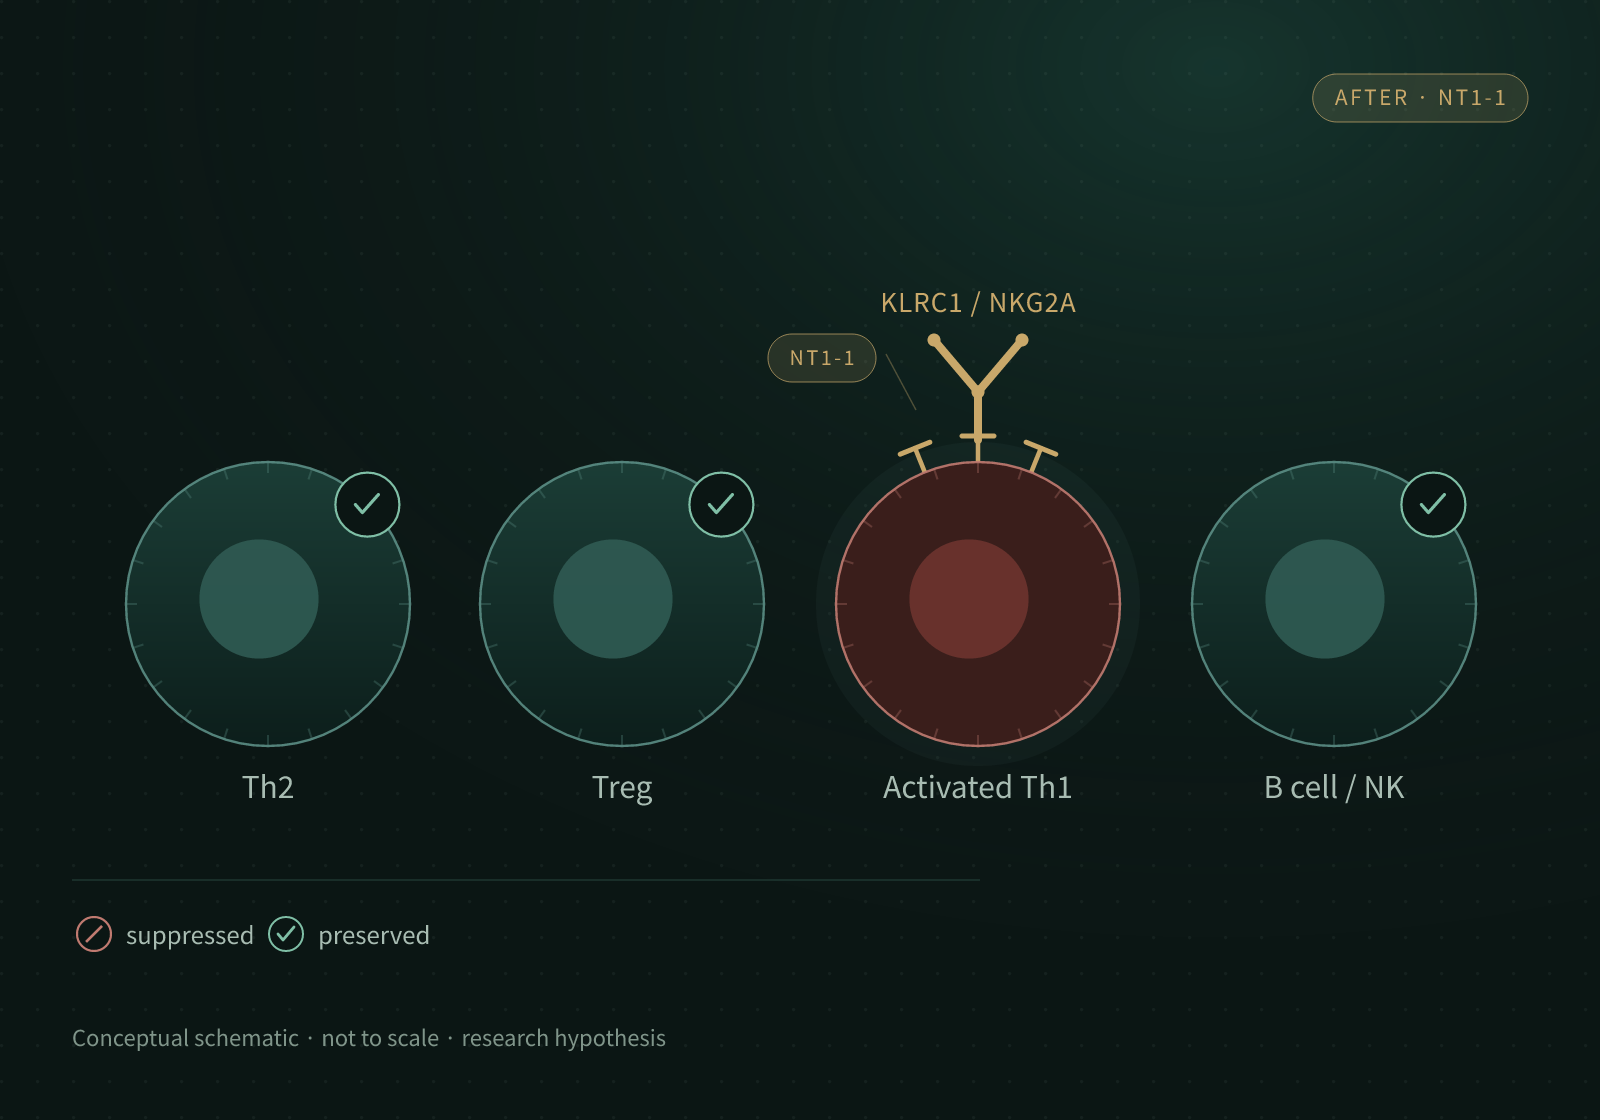 AFTER · NT1-1
KLRC1 / NKG2A
NT1-1
Th2
Treg
Activated Th1
B cell / NK
suppressed
preserved
Conceptual schematic · not to scale · research hypothesis